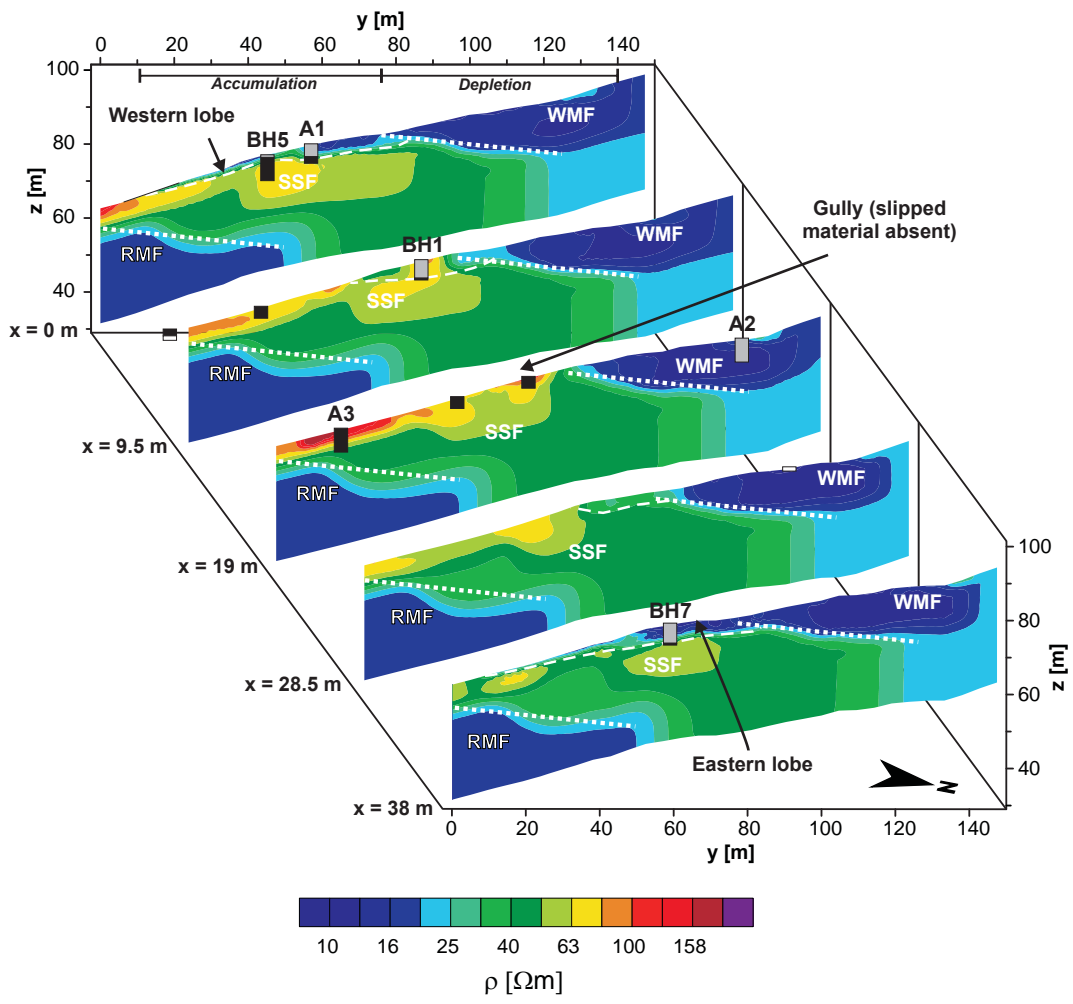 y [m]
0 20 40 60 80 100 120 140
Accumulation
Depletion
100
80
60
40
z [m]
Western lobe
BH5
A1
WMF
SSF
RMF
x = 0 m
BH1
WMF
SSF
RMF
x = 9.5 m
Gully (slipped
material absent)
A2
WMF
A3
SSF
RMF
x = 19 m
WMF
SSF
RMF
x = 28.5 m
BH7
WMF
SSF
RMF
Eastern lobe
x = 38 m
N
100
80
60
40
z [m]
0 20 40 60 80 100 120 140
y [m]
10 16 25 40 63 100 158
ρ [Ωm]